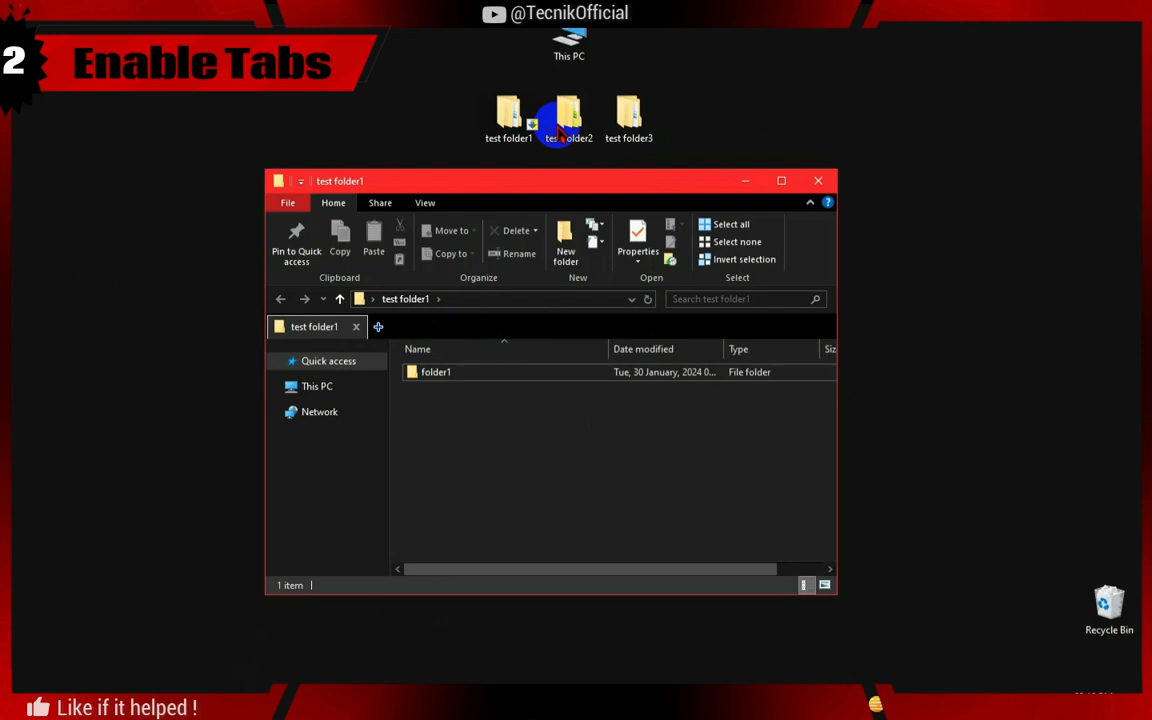 @TecnikOfficial
2 Enable Tabs
This PC
test folder1 test folder2 test folder3
test folder1
File Home Share View
Pin to Quick access
Copy
Paste
Move to
Copy to
Delete
Rename
New folder
Properties
Select all
Select none
Invert selection
Clipboard Organize New Open Select
test folder1
Search test folder1
test folder1
Name Date modified Type Siz
Quick access
folder1 Tue, 30 January, 2024 0... File folder
This PC
Network
1 item
Recycle Bin
Like if it helped !